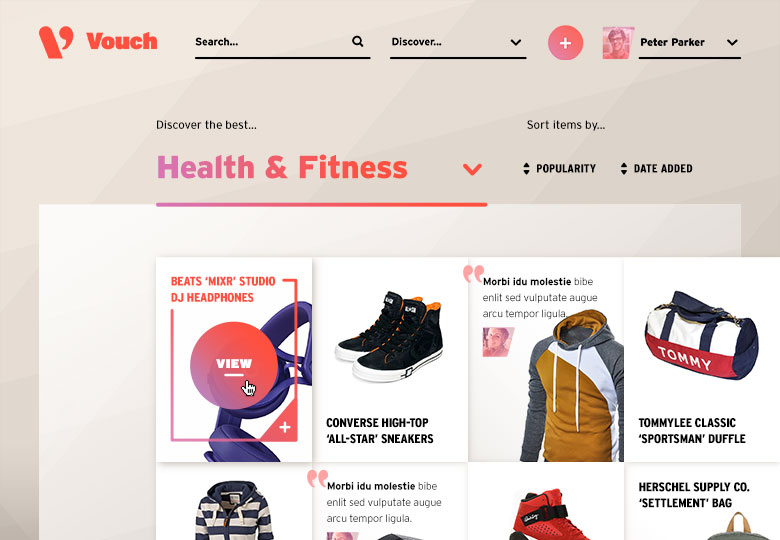 Vouch
Search...
Discover...
+
Peter Parker
Discover the best...
Sort items by...
Health & Fitness
POPULARITY
DATE ADDED
BEATS ‘MIXR’ STUDIO
DJ HEADPHONES
VIEW
+
CONVERSE HIGH-TOP
‘ALL-STAR’ SNEAKERS
“Morbi idu molestie bibe
enlit sed vulputate augue
arcu tempor ligula.
TOMMY
TOMMYLEE CLASSIC
‘SPORTSMAN’ DUFFLE
“Morbi idu molestie bibe
enlit sed vulputate augue
arcu tempor ligula.
HERSCHEL SUPPLY CO.
‘SETTLEMENT’ BAG